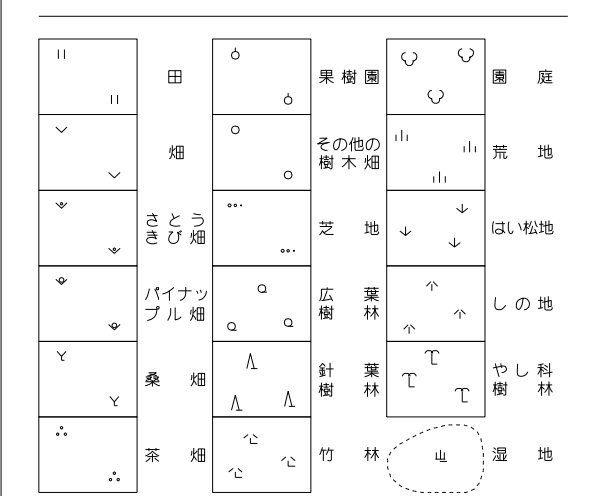 田
果樹園
園庭
畑
その他の
樹木畑
荒地
さとう
きび畑
芝地
はい松地
パイナッ
プル畑
広葉
樹林
しの地
桑畑
針葉
樹林
やし科
樹林
茶畑
竹林
湿地